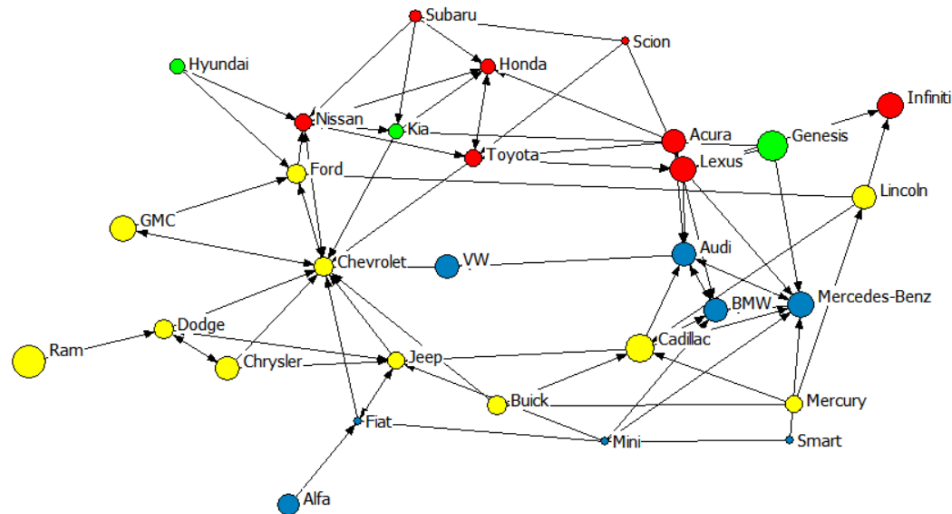 Subaru
Scion
Hyundai
Honda
Infiniti
Nissan
Kia
Acura
Genesis
Toyota
Lexus
Ford
Lincoln
GMC
Audi
Chevrolet
VW
Mercedes-Benz
BMW
Dodge
Cadillac
Ram
Chrysler
Jeep
Buick
Mercury
Fiat
Mini
Smart
Alfa